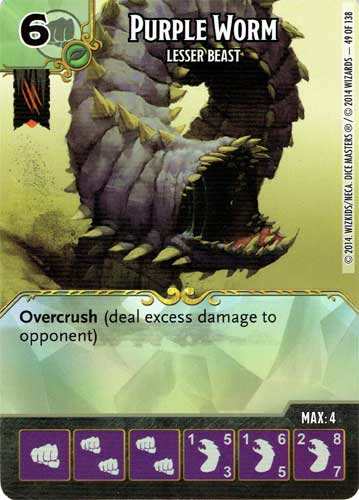 6
PURPLE WORM
LESSER BEAST
© 2014 WIZKIDS/NECA. DICE MASTERS ® / © 2014 WIZARDS — 49 OF 138
Overcrush (deal excess damage to
opponent)
MAX: 4
1 5
3
1 6
5
2 8
7